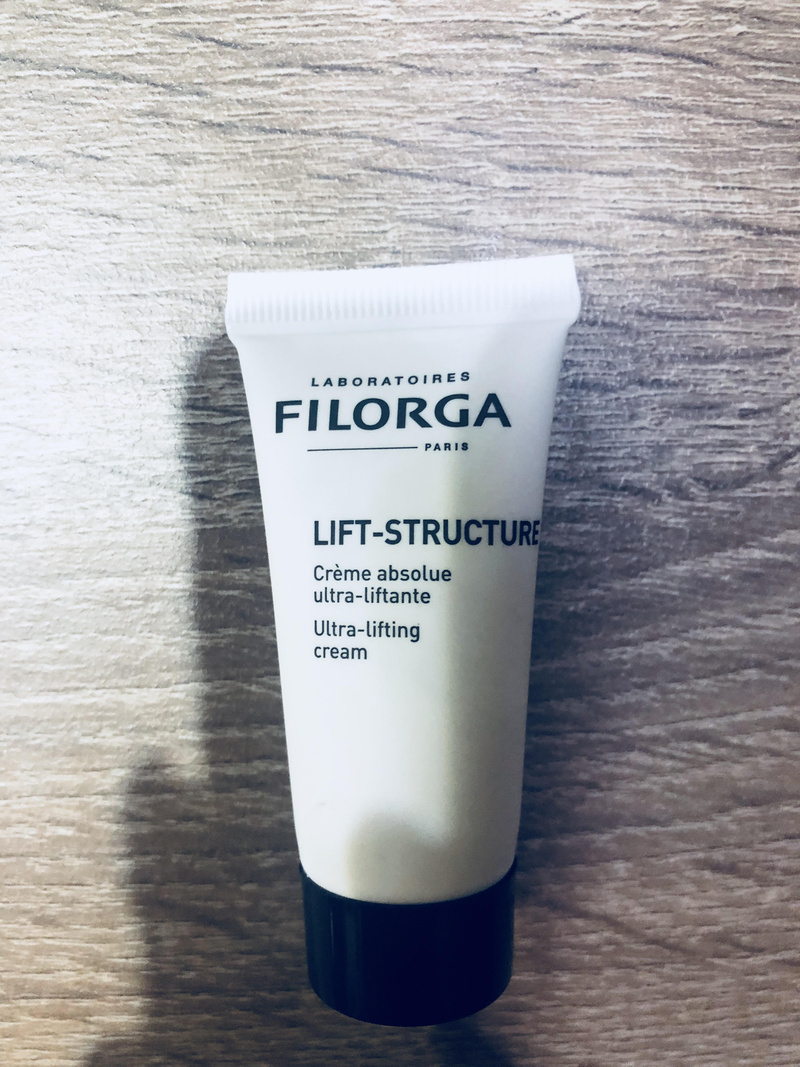 LABORATOIRES
FILORGA
PARIS
LIFT-STRUCTURE
Crème absolue
ultra-liftante
Ultra-lifting
cream